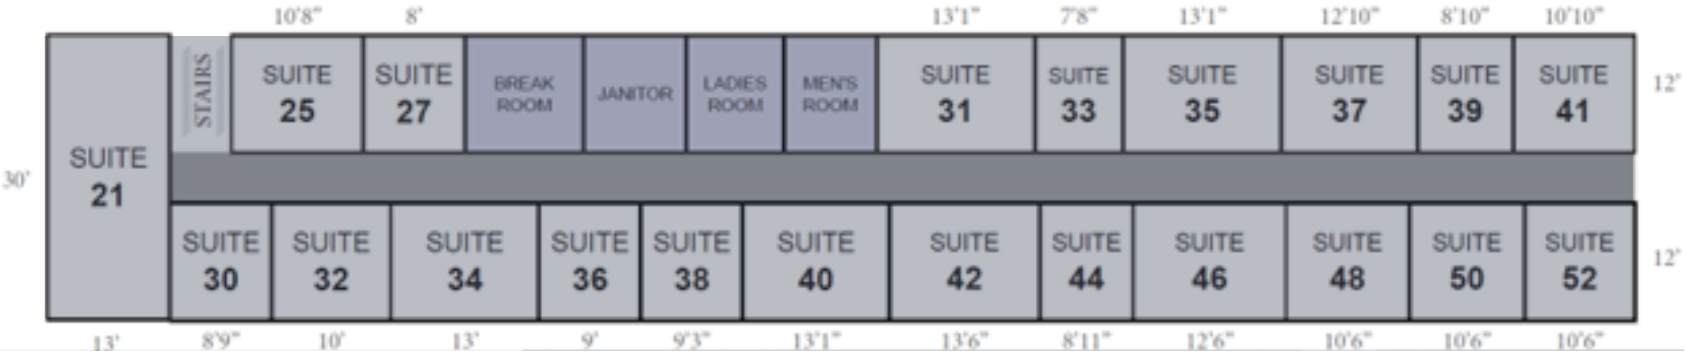 10'8" 8' 13'1" 7'8" 13'1" 12'10" 8'10" 10'10"
STAIRS
SUITE
25
SUITE
27
BREAK
ROOM
JANITOR
LADIES
ROOM
MEN'S
ROOM
SUITE
31
SUITE
33
SUITE
35
SUITE
37
SUITE
39
SUITE
41
12'
30'
SUITE
21
SUITE
30
SUITE
32
SUITE
34
SUITE
36
SUITE
38
SUITE
40
SUITE
42
SUITE
44
SUITE
46
SUITE
48
SUITE
50
SUITE
52
12'
13' 8'9" 10' 13' 9' 9'3" 13'1" 13'6" 8'11" 12'6" 10'6" 10'6" 10'6"